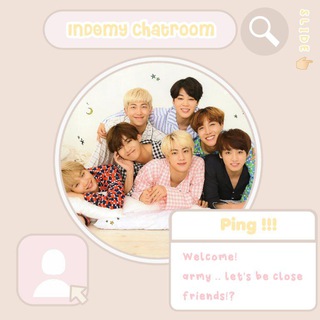 Indomy Chatroom
SLIDE
Ping !!!
Welcome!
army .. let's be close
friends!?